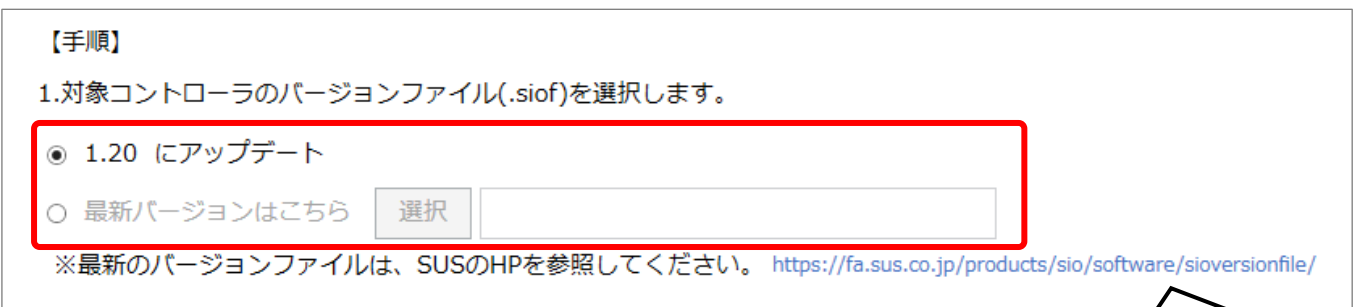 【手順】
1.対象コントローラのバージョンファイル(.siof)を選択します。
1.20 にアップデート
最新バージョンはこちら 選択
※最新のバージョンファイルは、SUSのHPを参照してください。 https://fa.sus.co.jp/products/sio/software/sioversionfile/